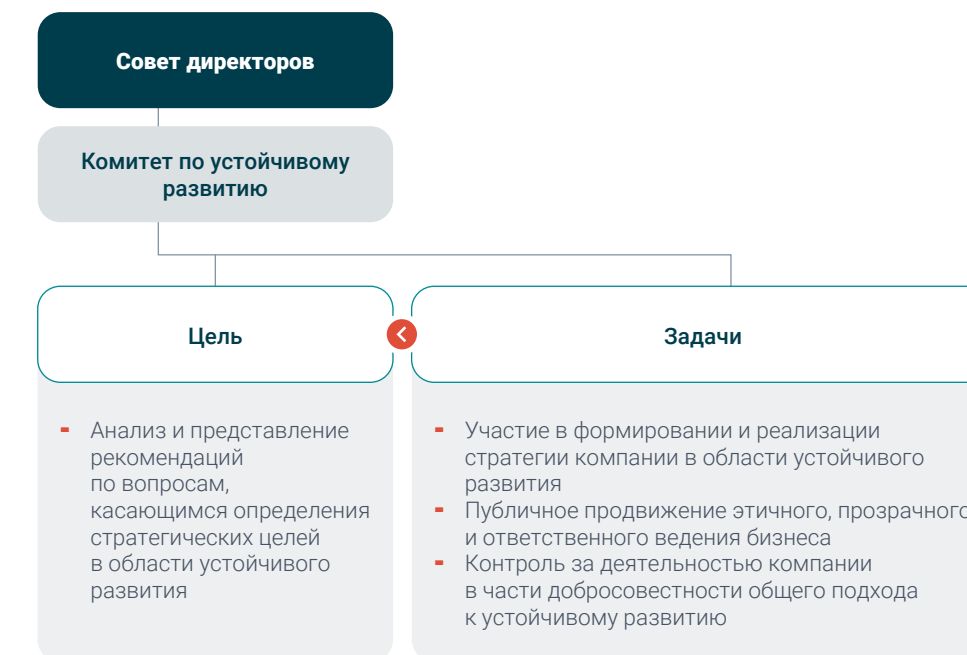 Совет директоров
Комитет по устойчивому
развитию
Цель
Задачи
- Анализ и представление
рекомендаций
по вопросам,
касающимся определения
стратегических целей
в области устойчивого
развития
- Участие в формировании и реализации
стратегии компании в области устойчивого
развития
- Публичное продвижение этичного, прозрачного
и ответственного ведения бизнеса
- Контроль за деятельностью компании
в части добросовестности общего подхода
к устойчивому развитию